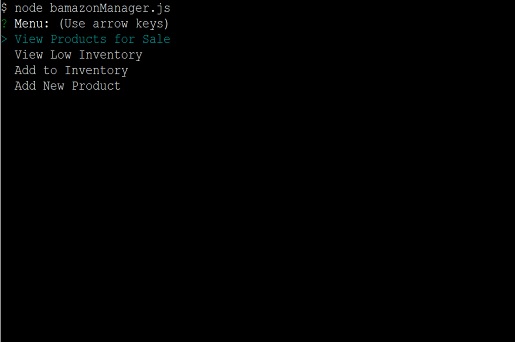 $ node bamazonManager.js
? Menu: (Use arrow keys)
> View Products for Sale
View Low Inventory
Add to Inventory
Add New Product